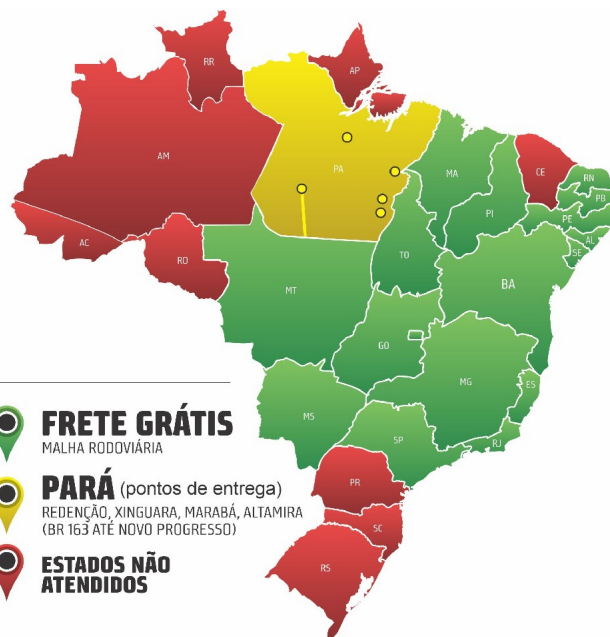 RR
AP
AM
PA
MA
CE
RN
PB
PE
AL
SE
PI
AC
RO
TO
BA
MT
GO
MG
ES
MS
SP
RJ
PR
SC
RS
FRETE GRÁTIS
MALHA RODOVIÁRIA
PARÁ (pontos de entrega)
REDENÇÃO, XINGUARA, MARABÁ, ALTAMIRA
(BR 163 ATÉ NOVO PROGRESSO)
ESTADOS NÃO
ATENDIDOS